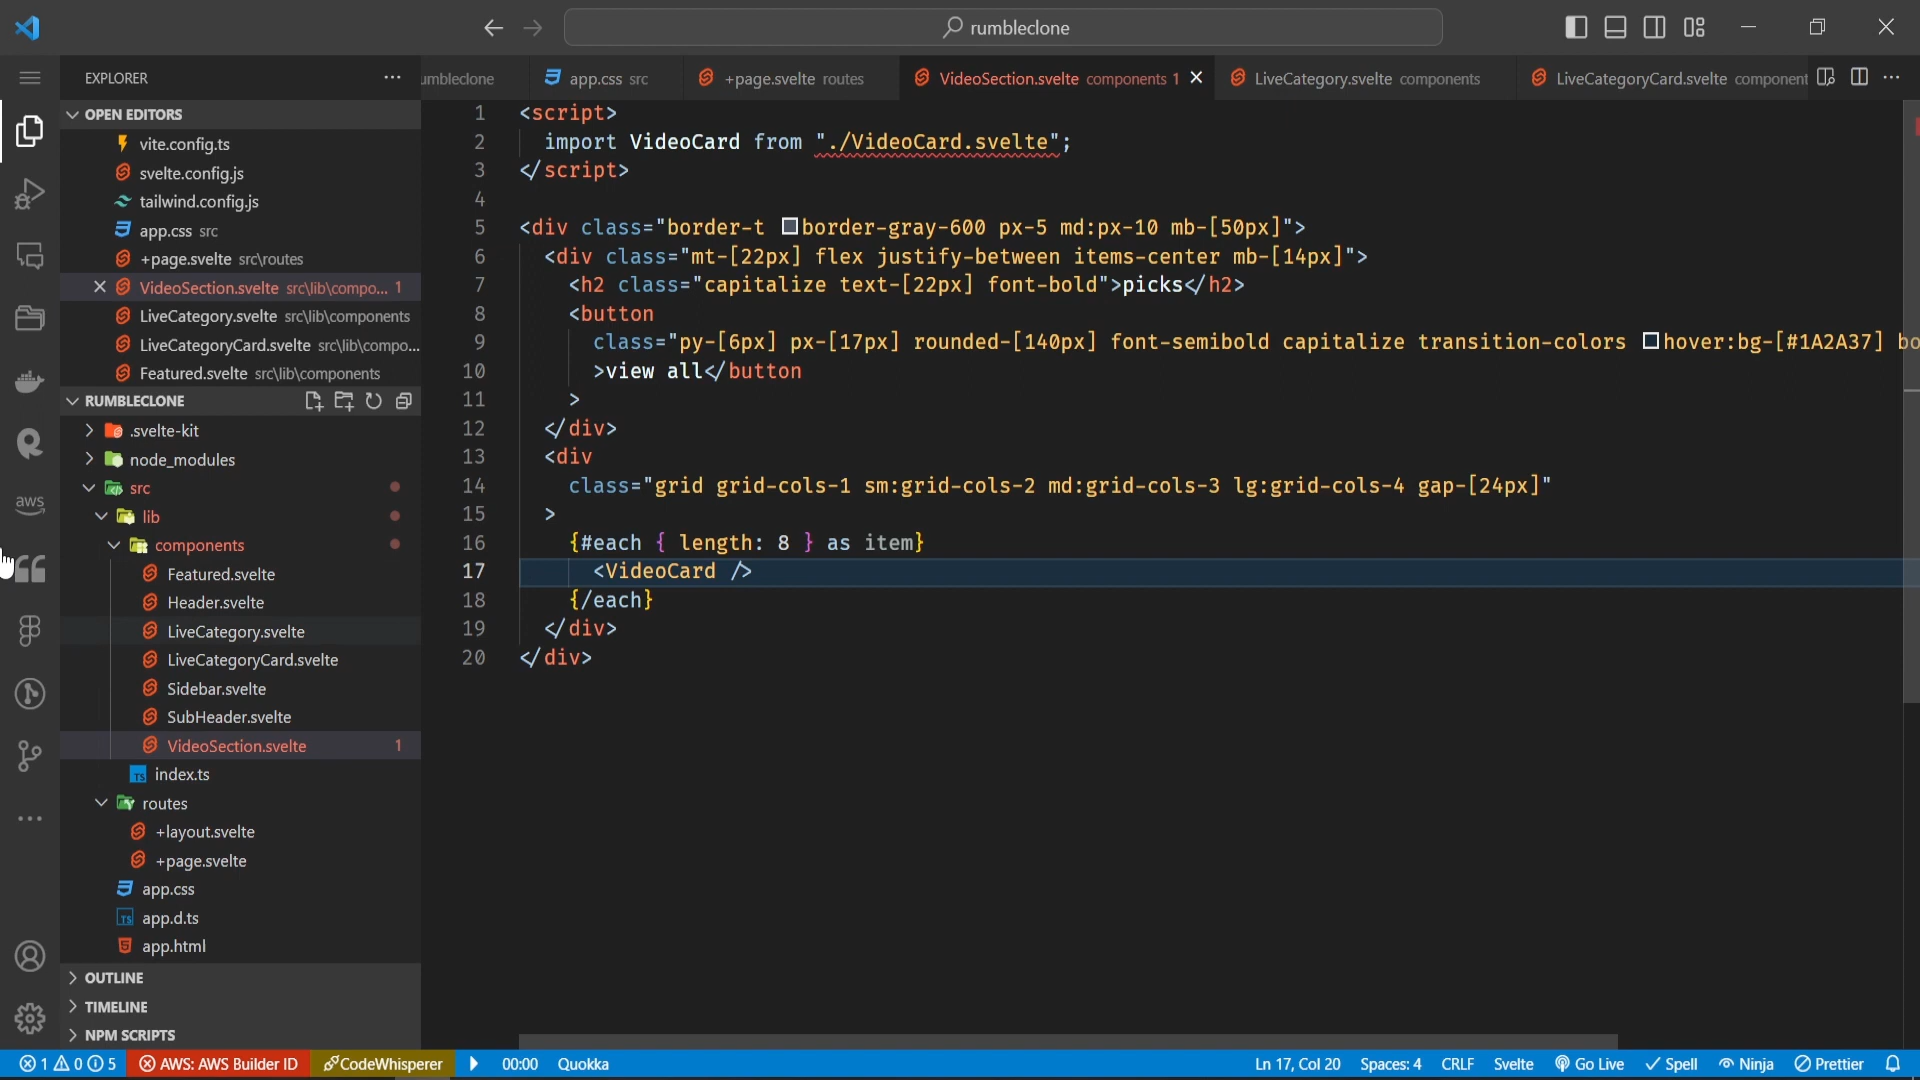 rumbleclone
EXPLORER
OPEN EDITORS
vite.config.ts
svelte.config.js
tailwind.config.js
app.css src
+page.svelte src\routes
VideoSection.svelte src\lib\compo... 1
LiveCategory.svelte src\lib\components
LiveCategoryCard.svelte src\lib\compo...
Featured.svelte src\lib\components
RUMBLECLONE
.svelte-kit
node_modules
src
lib
components
Featured.svelte
Header.svelte
LiveCategory.svelte
LiveCategoryCard.svelte
Sidebar.svelte
SubHeader.svelte
VideoSection.svelte 1
TS index.ts
routes
+layout.svelte
+page.svelte
app.css
TS app.d.ts
app.html
OUTLINE
TIMELINE
NPM SCRIPTS
aws
umbleclone
app.css src
+page.svelte routes
VideoSection.svelte components 1
LiveCategory.svelte components
LiveCategoryCard.svelte component
1 <script>
2 import VideoCard from "./VideoCard.svelte";
3 </script>
4
5 <div class="border-t border-gray-600 px-5 md:px-10 mb-[50px]">
6 <div class="mt-[22px] flex justify-between items-center mb-[14px]">
7 <h2 class="capitalize text-[22px] font-bold">picks</h2>
8 <button
9 class="py-[6px] px-[17px] rounded-[140px] font-semibold capitalize transition-colors hover:bg-[#1A2A37] bo
10 >view all</button
11 >
12 </div>
13 <div
14 class="grid grid-cols-1 sm:grid-cols-2 md:grid-cols-3 lg:grid-cols-4 gap-[24px]"
15 >
16 {#each { length: 8 } as item}
17 <VideoCard />
18 {/each}
19 </div>
20 </div>
1 0 5 AWS: AWS Builder ID CodeWhisperer 00:00 Quokka Ln 17, Col 20 Spaces: 4 CRLF Svelte Go Live Spell Ninja Prettier